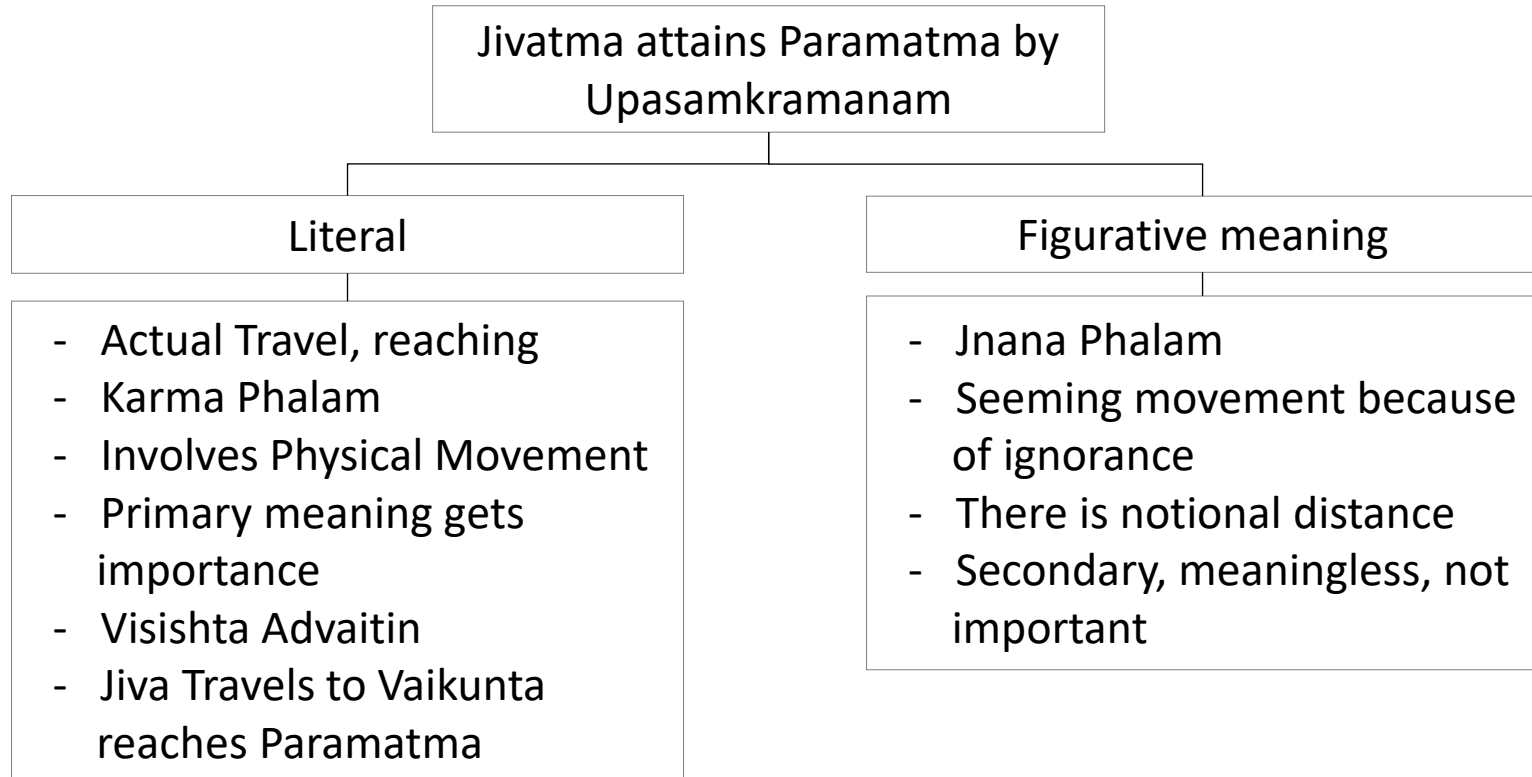 Jivatma attains Paramatma by
Upasamkramanam
Literal
- Actual Travel, reaching
- Karma Phalam
- Involves Physical Movement
- Primary meaning gets
importance
- Visishta Advaitin
- Jiva Travels to Vaikunta
reaches Paramatma
Figurative meaning
- Jnana Phalam
- Seeming movement because
of ignorance
- There is notional distance
- Secondary, meaningless, not
important